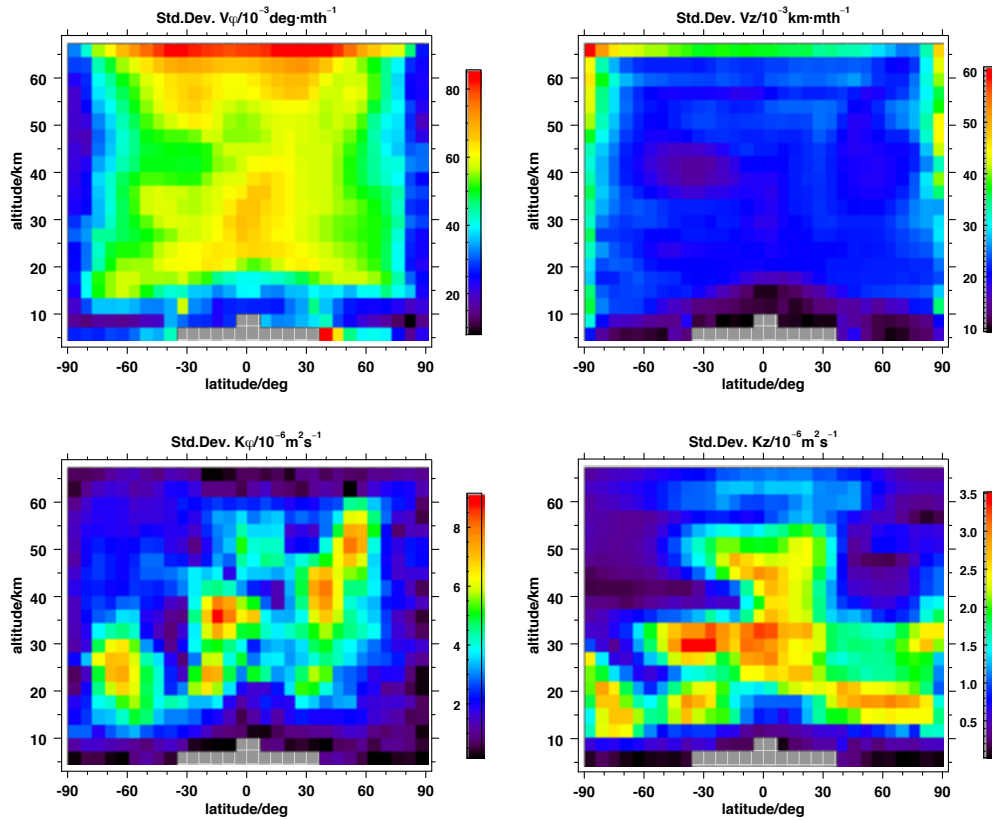 Std.Dev. Vφ/10⁻³deg·mth⁻¹
altitude/km
60
50
40
30
20
10
-90 -60 -30 0 30 60 90
latitude/deg
80
60
40
20
Std.Dev. Vz/10⁻³km·mth⁻¹
altitude/km
60
50
40
30
20
10
-90 -60 -30 0 30 60 90
latitude/deg
60
50
40
30
20
10
Std.Dev. Kφ/10⁻⁶m²s⁻¹
altitude/km
60
50
40
30
20
10
-90 -60 -30 0 30 60 90
latitude/deg
8
6
4
2
Std.Dev. Kz/10⁻⁶m²s⁻¹
altitude/km
60
50
40
30
20
10
-90 -60 -30 0 30 60 90
latitude/deg
3.5
3.0
2.5
2.0
1.5
1.0
0.5